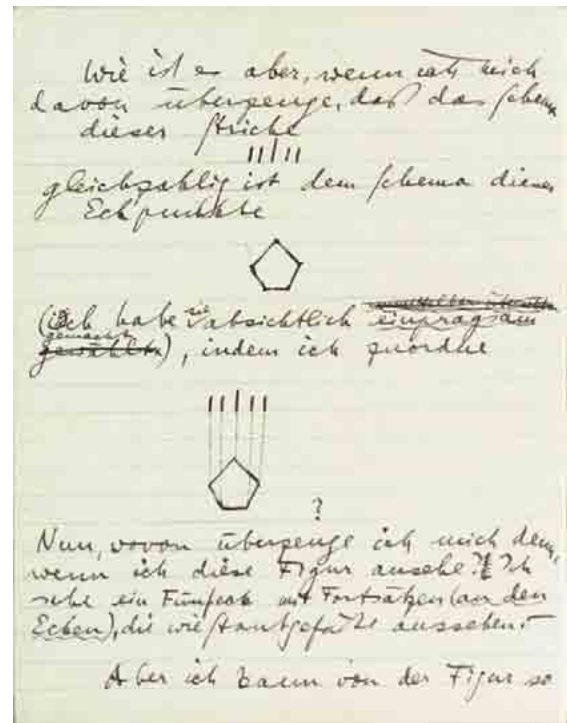 Wie ist es aber, wenn ich mich
davon überzeuge, daß das Schema
dieser Striche
gleichzahlig ist dem Schema dieser
Eckpunkte
(ich habe sie absichtlich einprägsam
gemacht gewählt), indem ich zuordne
?
Nun, wovon überzeuge ich mich denn,
wenn ich diese Figur ansehe? Ich
sehe ein Fünfeck mit Fortsätzen (an den
Ecken), die wie aussehen.
Aber ich kann von der Figur so